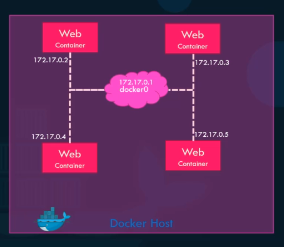 Web
Container
Web
Container
172.17.0.2
172.17.0.3
172.17.0.1
docker0
172.17.0.4
172.17.0.5
Web
Container
Web
Container
Docker Host